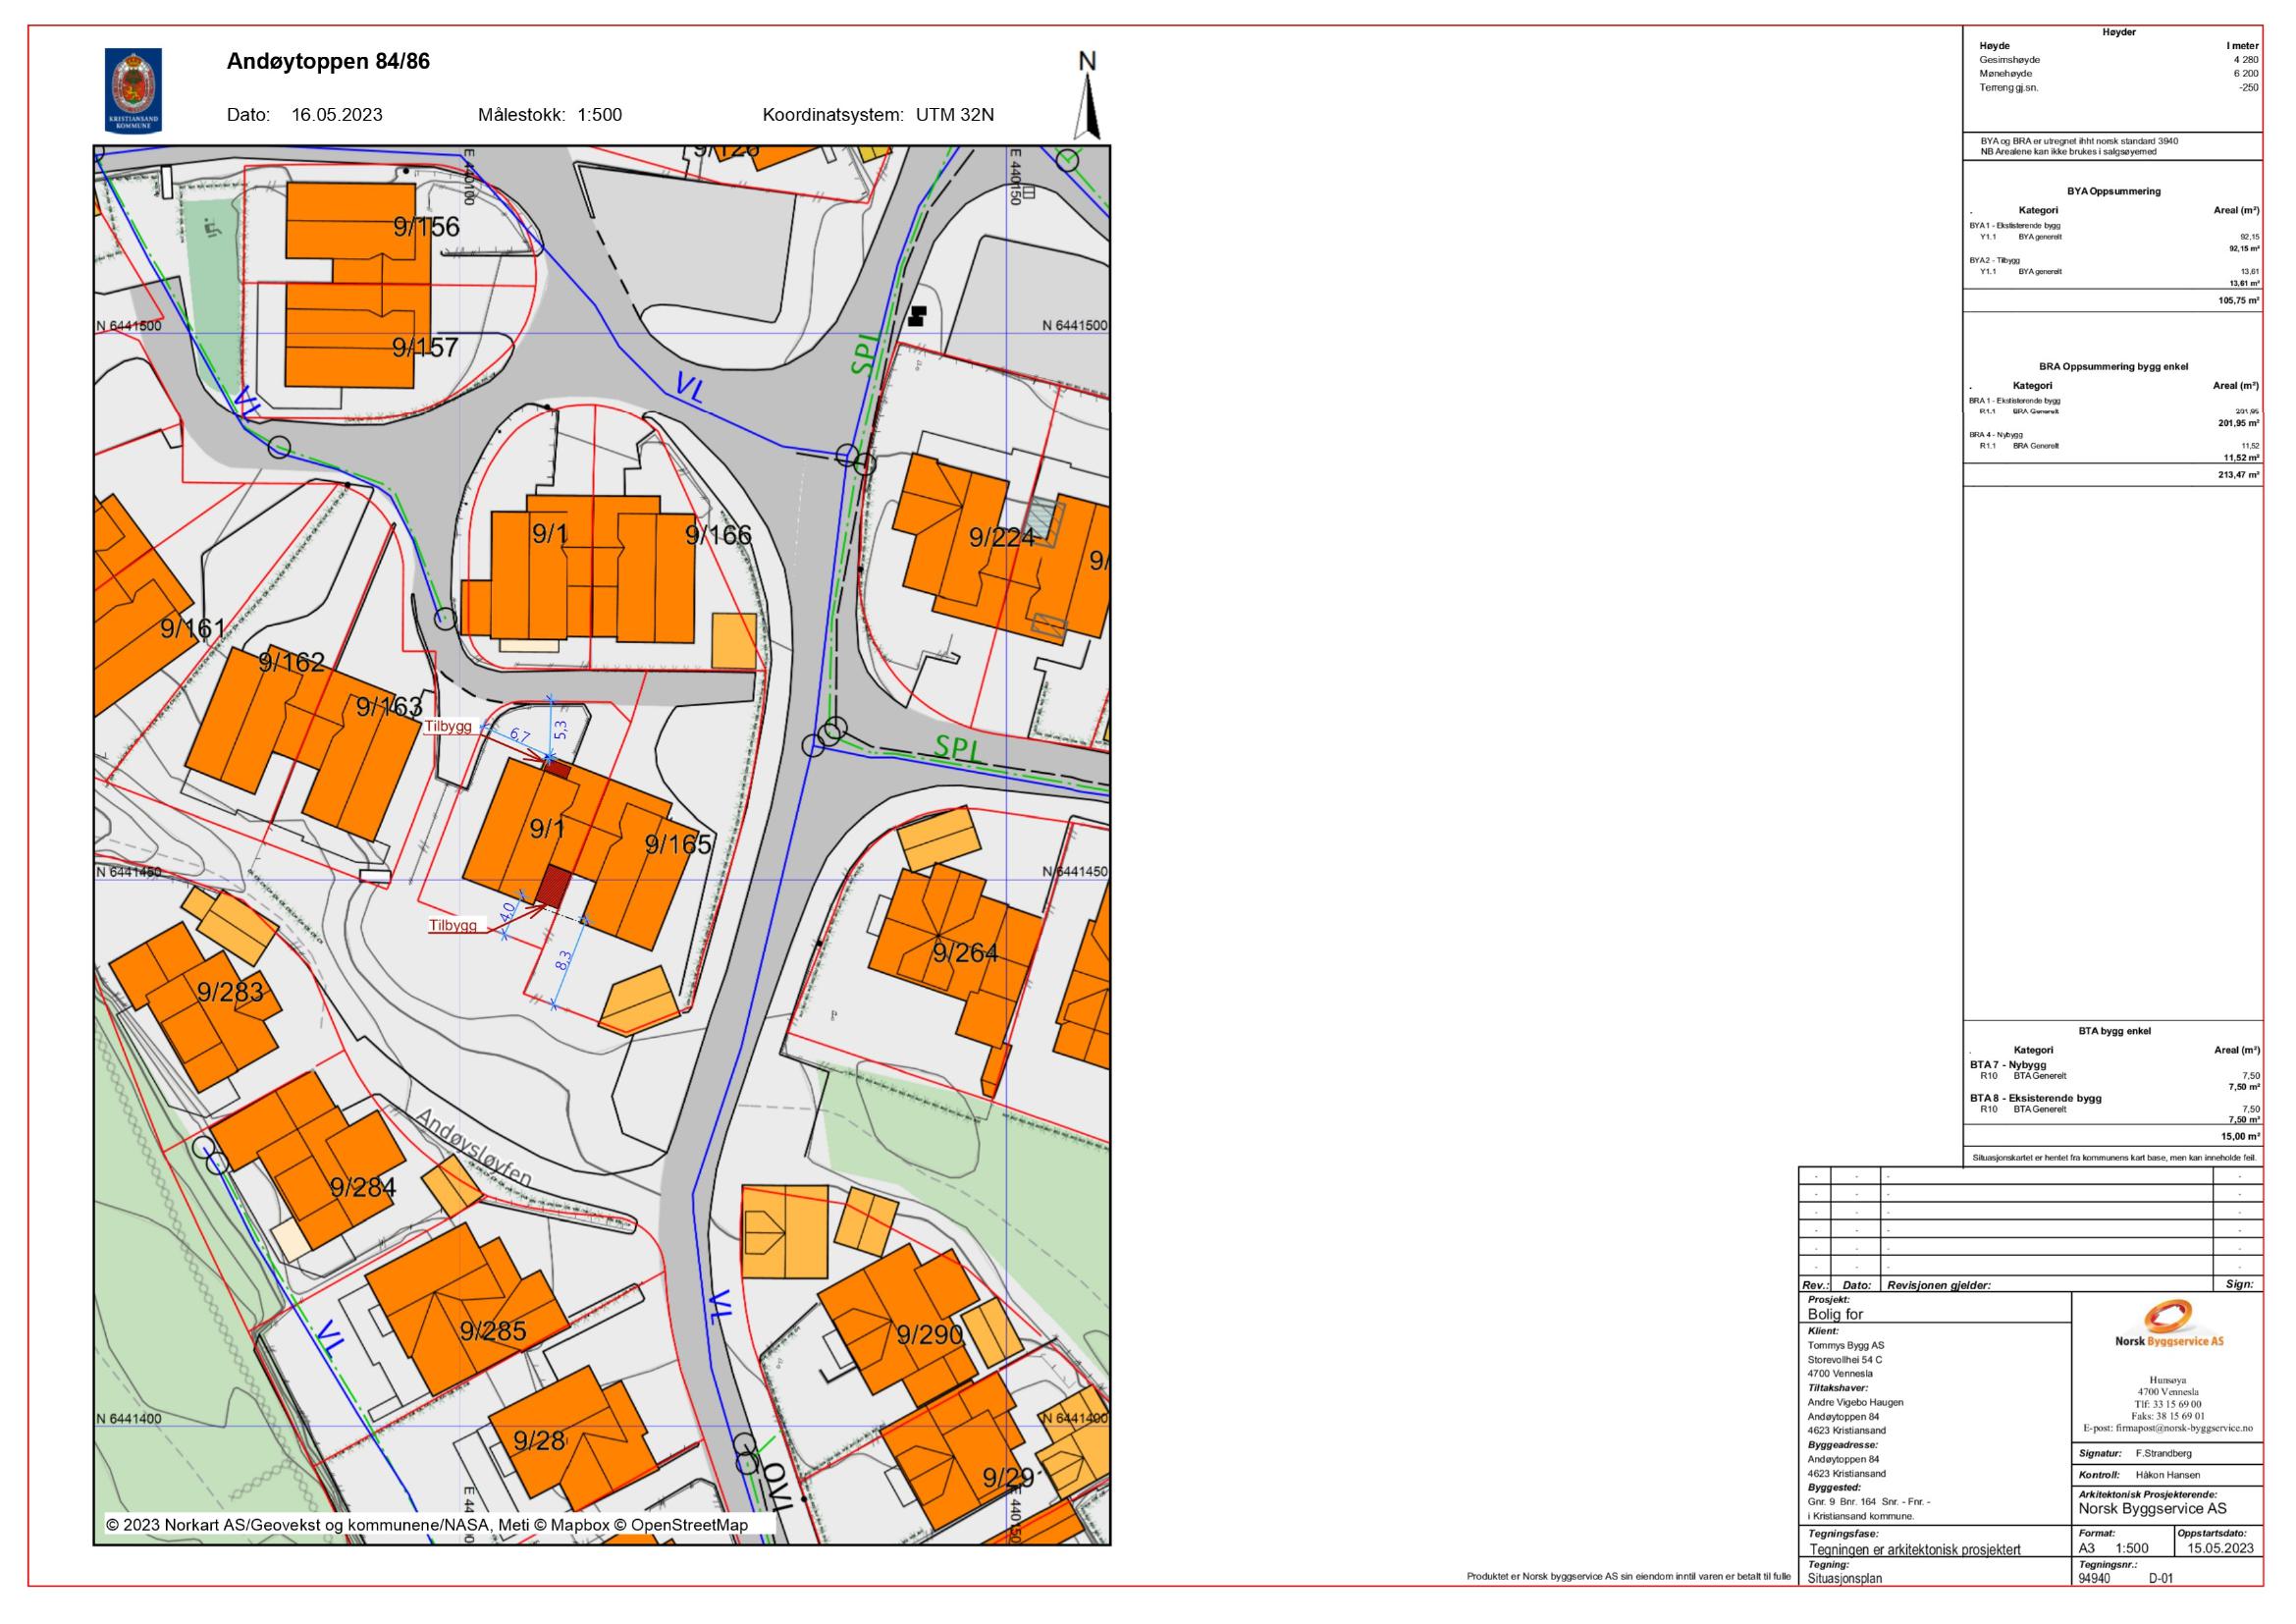 KRISTIANSAND
KOMMUNE
Andøytoppen 84/86
Dato: 16.05.2023 Målestokk: 1:500 Koordinatsystem: UTM 32N
N
E 440100
E 440150
9/156
N 6441500
N 6441500
9/157
SPL
VL
VL
9/1
9/166
9/224
9/
9/161
9/162
9/163
Tilbygg
6,7
5,3
SPL
9/1
9/165
N 6441450
N 6441450
Tilbygg
4,0
8,3
9/264
9/283
Andøysløyfen
9/284
VL
VL
9/285
9/290
N 6441400
N 6441400
9/28
9/29
OVL
E 440150
© 2023 Norkart AS/Geovekst og kommunene/NASA, Meti © Mapbox © OpenStreetMap
Høyder
Høyde I meter
Gesimshøyde 4 280
Mønehøyde 6 200
Terreng gj.sn. -250
BYA og BRA er utregnet ihht norsk standard 3940
NB Arealene kan ikke brukes i salgsøyemed
BYA Oppsummering
. Kategori Areal (m²)
BYA 1 - Eksisterende bygg
Y1.1 BYA generelt 92,15
92,15 m²
BYA 2 - Tilbygg
Y1.1 BYA generelt 13,61
13,61 m²
105,75 m²
BRA Oppsummering bygg enkel
. Kategori Areal (m²)
BRA 1 - Eksisterende bygg
R1.1 BRA Generelt 201,95
201,95 m²
BRA 4 - Nybygg
R1.1 BRA Generelt 11,52
11,52 m²
213,47 m²
BTA bygg enkel
. Kategori Areal (m²)
BTA 7 - Nybygg
R10 BTA Generelt 7,50
7,50 m²
BTA 8 - Eksisterende bygg
R10 BTA Generelt 7,50
7,50 m²
15,00 m²
Situasjonskartet er hentet fra kommunens kart base, men kan inneholde feil.
- - - -
- - - -
- - - -
- - - -
- - - -
- - - -
Rev.: Dato: Revisjonen gjelder: Sign:
Prosjekt:
Bolig for
Klient:
Tommys Bygg AS
Storevollhei 54 C
4700 Vennesla
Tiltakshaver:
Andre Vigebo Haugen
Andøytoppen 84
4623 Kristiansand
Byggeadresse:
Andøytoppen 84
4623 Kristiansand
Byggested:
Gnr. 9 Bnr. 164 Snr. - Fnr. -
i Kristiansand kommune.
Tegningsfase:
Tegningen er arkitektonisk prosjektert
Tegning:
Situasjonsplan
Norsk Byggservice AS
Hunsøya
4700 Vennesla
Tlf: 33 15 69 00
Faks: 38 15 69 01
E-post: firmapost@norsk-byggservice.no
Signatur: F.Strandberg
Kontroll: Håkon Hansen
Arkitektonisk Prosjekterende:
Norsk Byggservice AS
Format: Oppstartsdato:
A3 1:500 15.05.2023
Tegningsnr.:
94940 D-01
Produktet er Norsk byggservice AS sin eiendom inntil varen er betalt til fulle